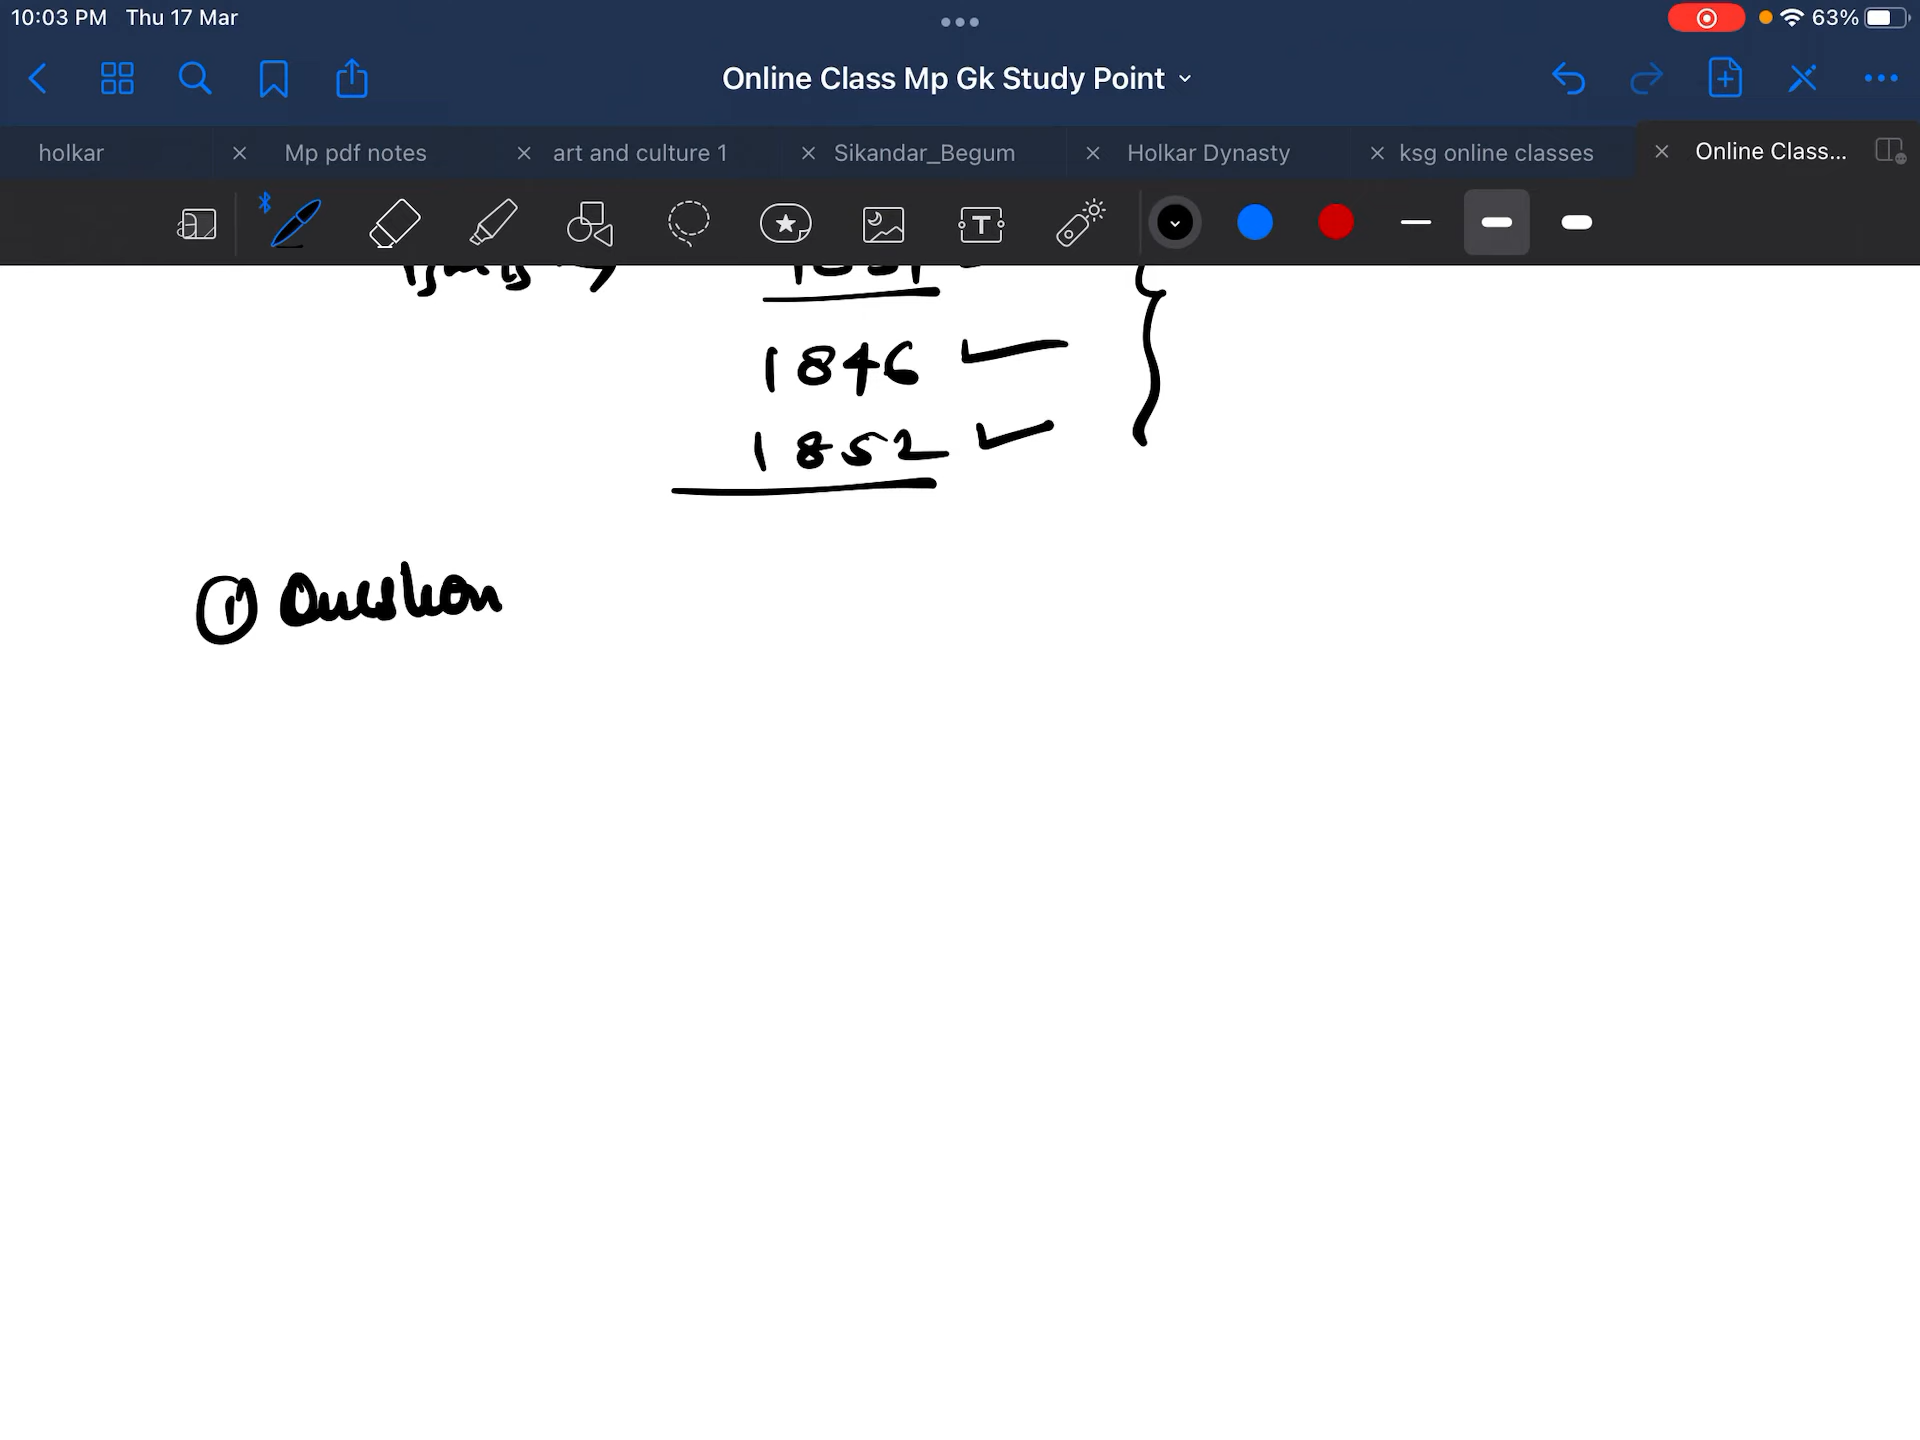 10:03 PM Thu 17 Mar
63%
Online Class Mp Gk Study Point
holkar
Mp pdf notes
art and culture 1
Sikandar_Begum
Holkar Dynasty
ksg online classes
Online Class...
T
1846
1852
① Question